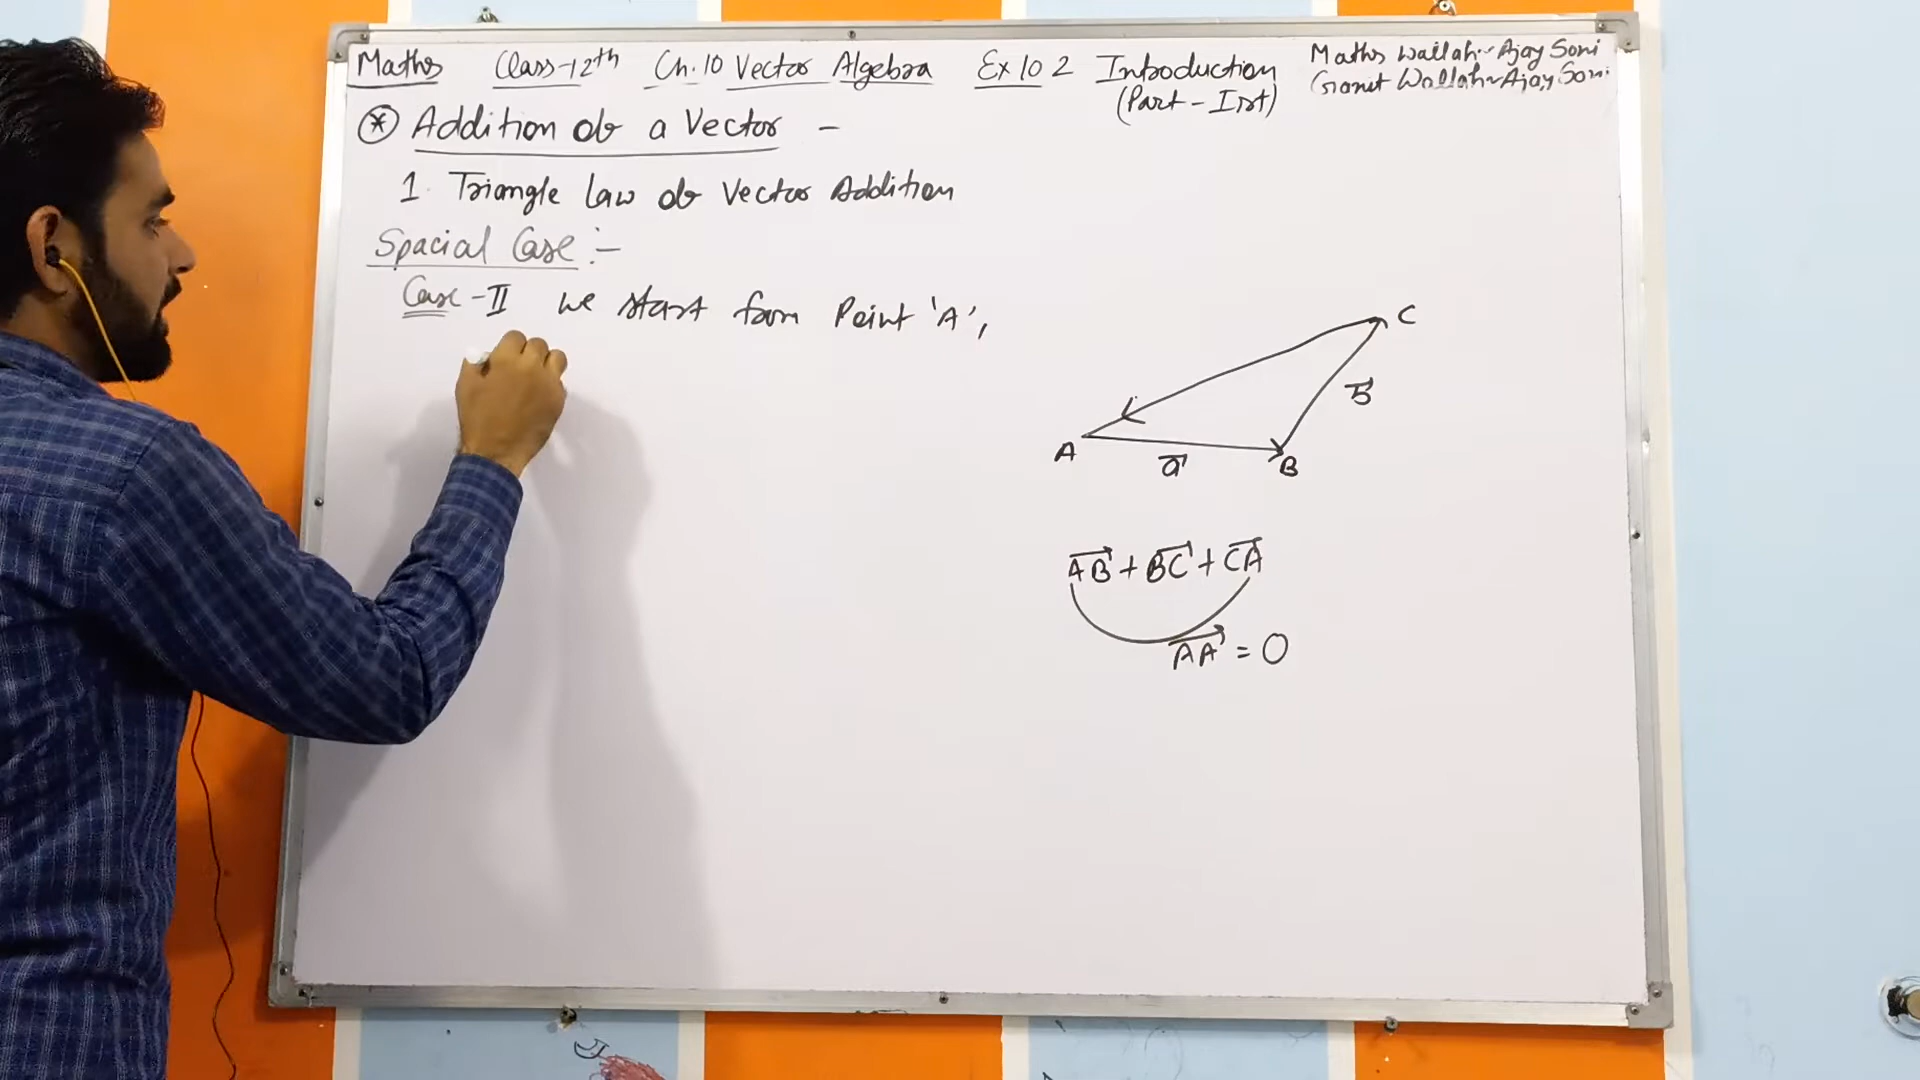 Maths Class-12th Ch.10 Vector Algebra Ex 10 2 Introduction
(Part-Ist)
Maths Wallah-Ajay Soni
Ganit Wallah-Ajay Soni
* Addition of a Vector -
1. Triangle Law of Vector Addition
Spacial Case :-
Case-II we start from Point 'A',
C
b
A
a
B
AB + BC + CA
AA = 0